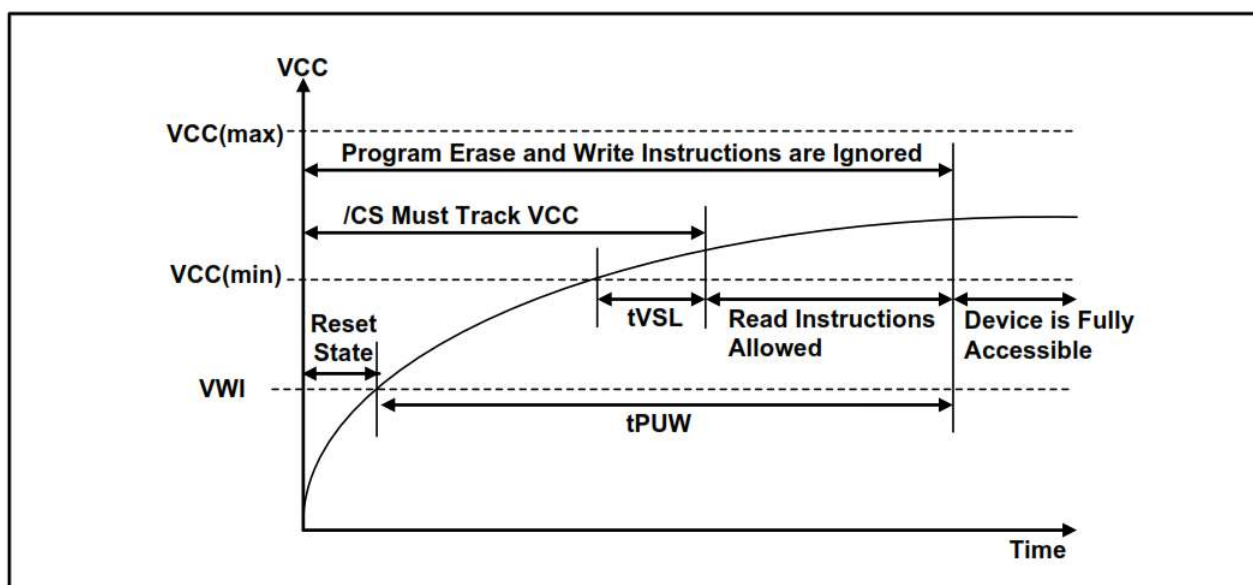 VCC
VCC(max)
Program Erase and Write Instructions are Ignored
/CS Must Track VCC
VCC(min)
tVSL
Read Instructions
Allowed
Device is Fully
Accessible
Reset
State
VWI
tPUW
Time